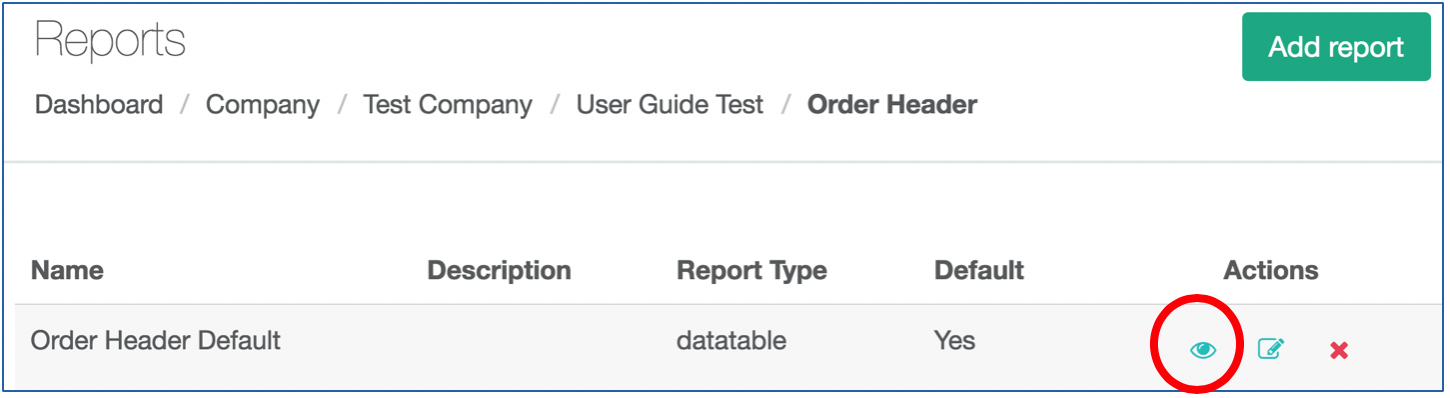 Reports
Add report
Dashboard / Company / Test Company / User Guide Test / Order Header
Name Description Report Type Default Actions
Order Header Default datatable Yes